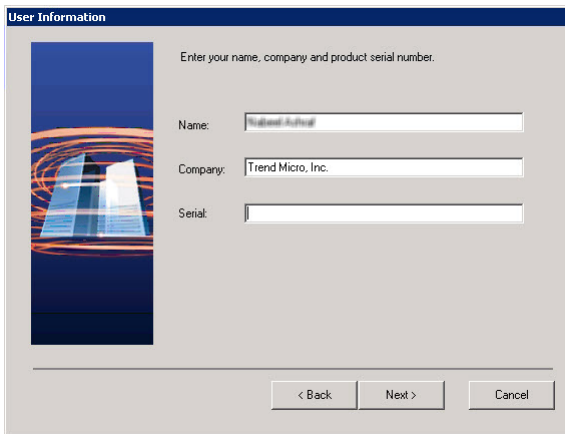 User Information
Enter your name, company and product serial number.
Name:
Company: Trend Micro, Inc.
Serial:
< Back Next > Cancel